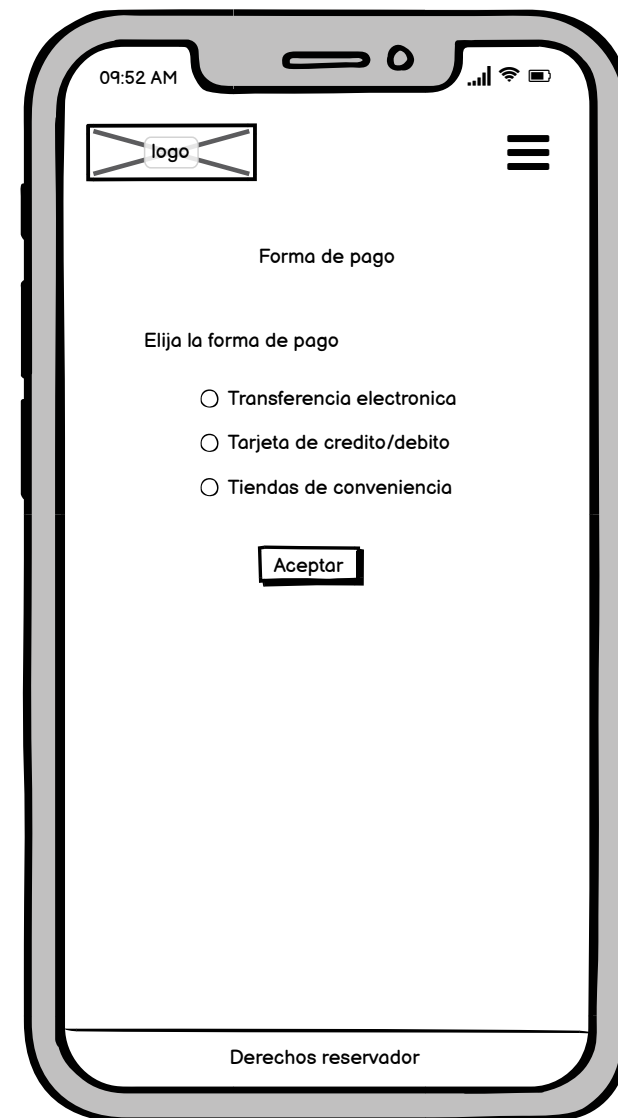 09:52 AM
logo
Forma de pago
Elija la forma de pago
Transferencia electronica
Tarjeta de credito/debito
Tiendas de conveniencia
Aceptar
Derechos reservador